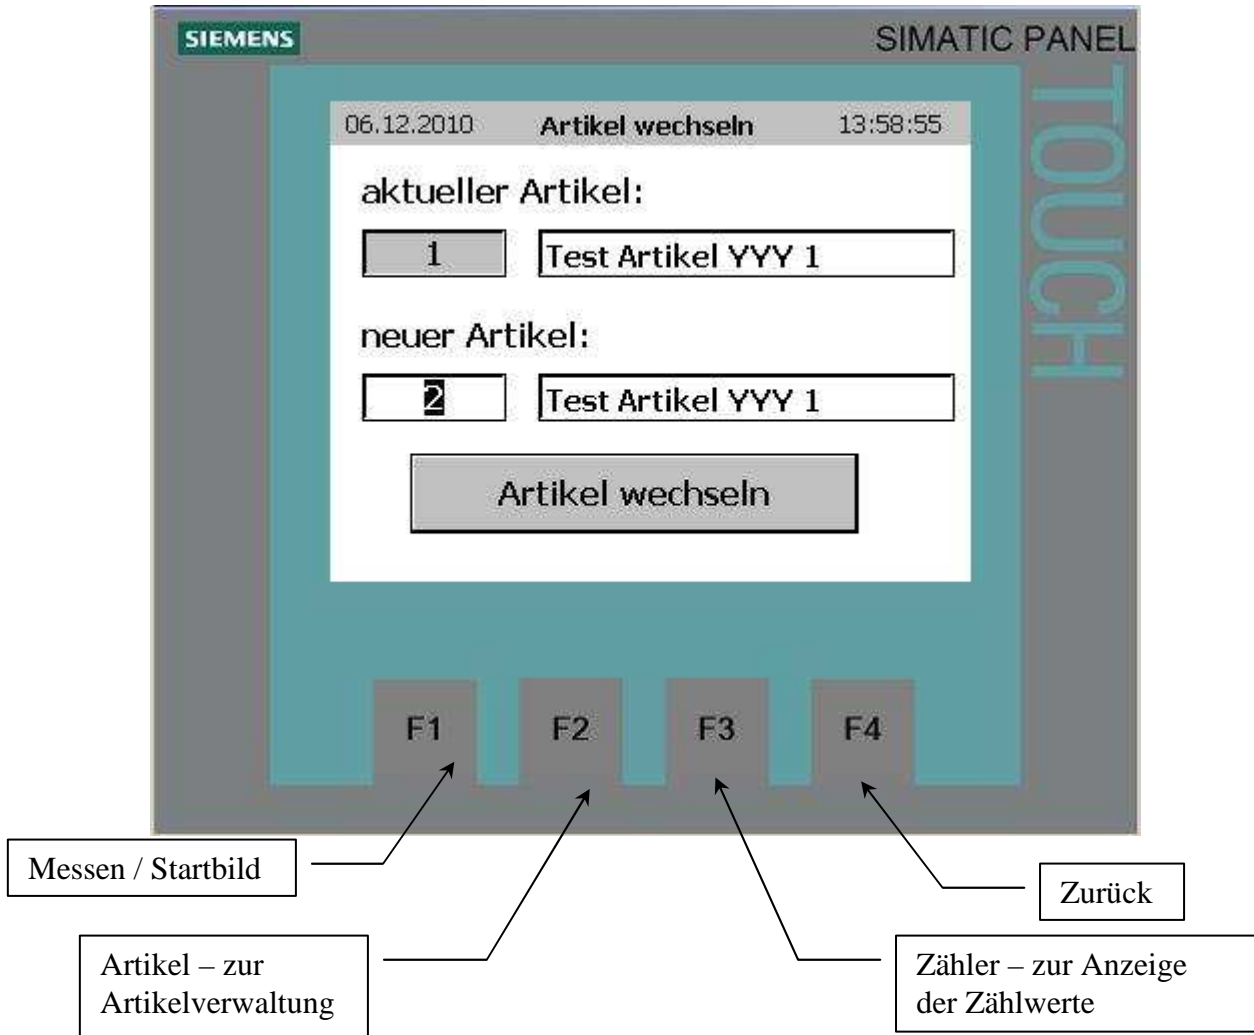 SIEMENS
SIMATIC PANEL
TOUCH
06.12.2010 Artikel wechseln 13:58:55
aktueller Artikel:
1 Test Artikel YYY 1
neuer Artikel:
2 Test Artikel YYY 1
Artikel wechseln
F1 F2 F3 F4
Messen / Startbild
Zurück
Artikel – zur
Artikelverwaltung
Zähler – zur Anzeige
der Zählwerte